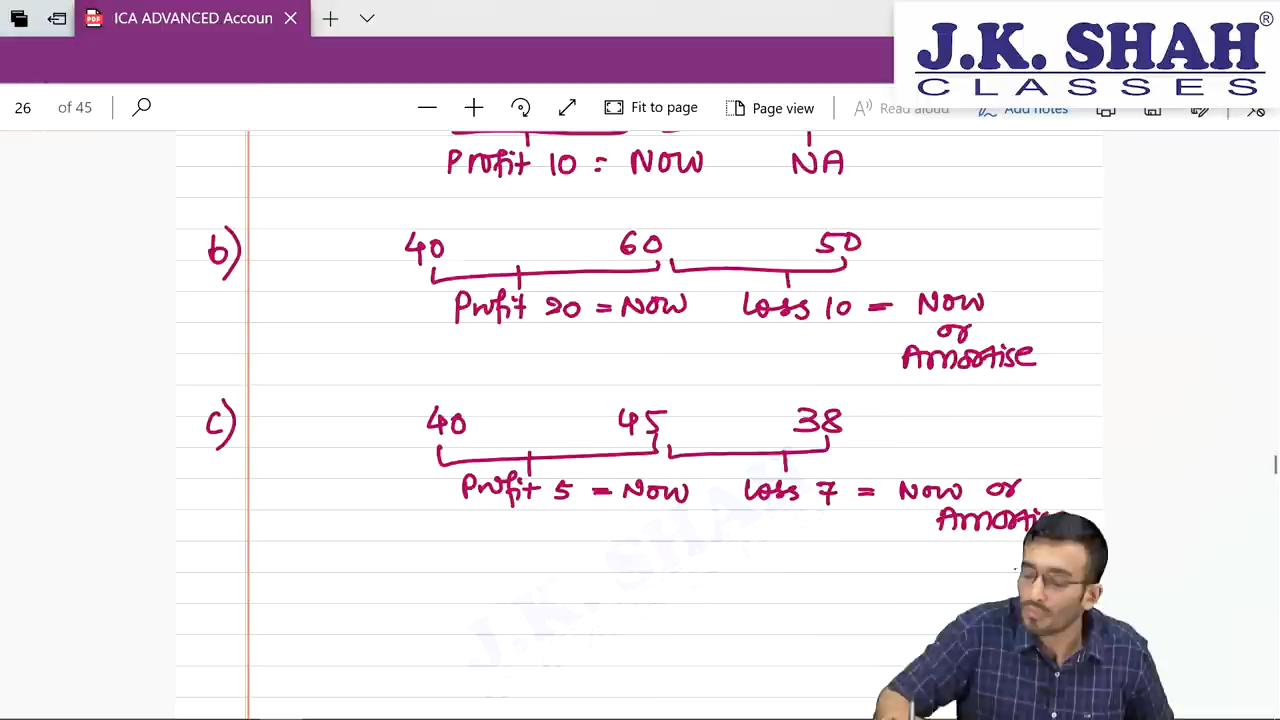 ICA ADVANCED Accoun
J.K. SHAH®
CLASSES
26 of 45
Fit to page
Page view
Read aloud
Add notes
Profit 10 = Now NA
b) 40 60 50
Profit 20 = Now Loss 10 = Now
or
Amortise
c) 40 45 38
Profit 5 = Now Loss 7 = Now or
J.K. SHAH